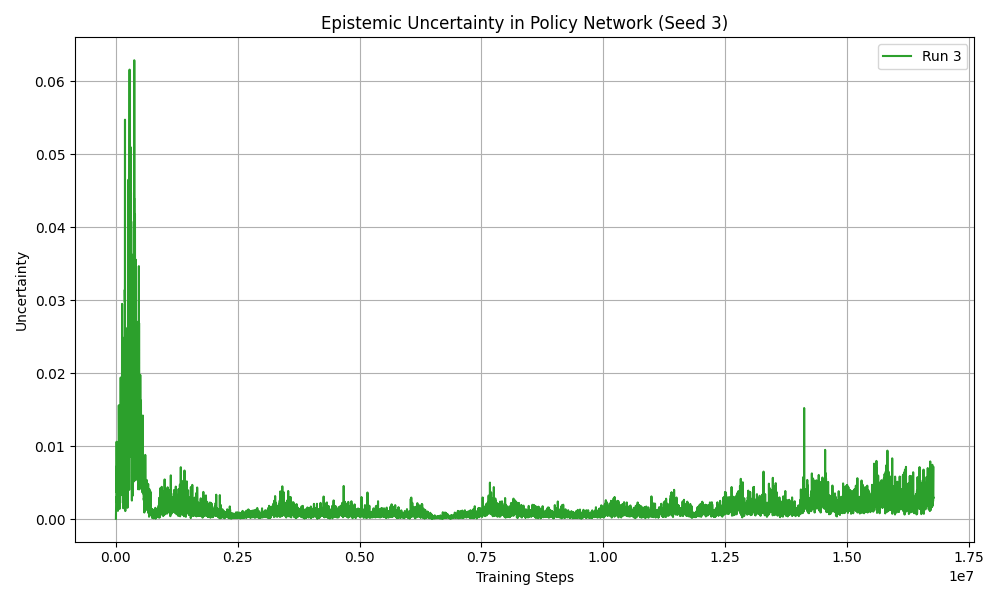 Epistemic Uncertainty in Policy Network (Seed 3)
Run 3
Uncertainty
0.06
0.05
0.04
0.03
0.02
0.01
0.00
0.00 0.25 0.50 0.75 1.00 1.25 1.50 1.75
1e7
Training Steps